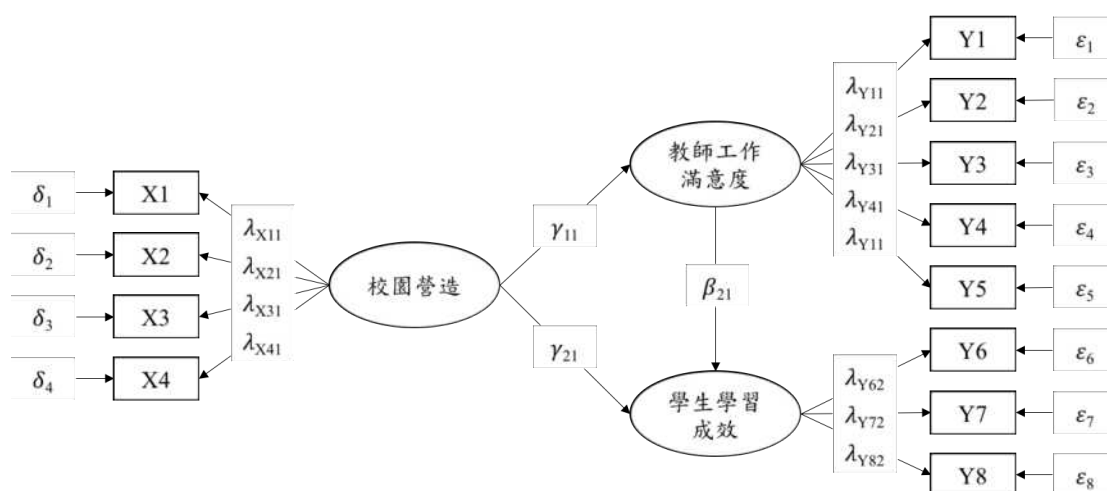 δ₁
X1
δ₂
X2
δ₃
X3
δ₄
X4
λX11
λX21
λX31
λX41
校園營造
γ₁₁
γ₂₁
教師工作
滿意度
β₂₁
學生學習
成效
λY11
λY21
λY31
λY41
λY11
λY62
λY72
λY82
Y1
ε₁
Y2
ε₂
Y3
ε₃
Y4
ε₄
Y5
ε₅
Y6
ε₆
Y7
ε₇
Y8
ε₈